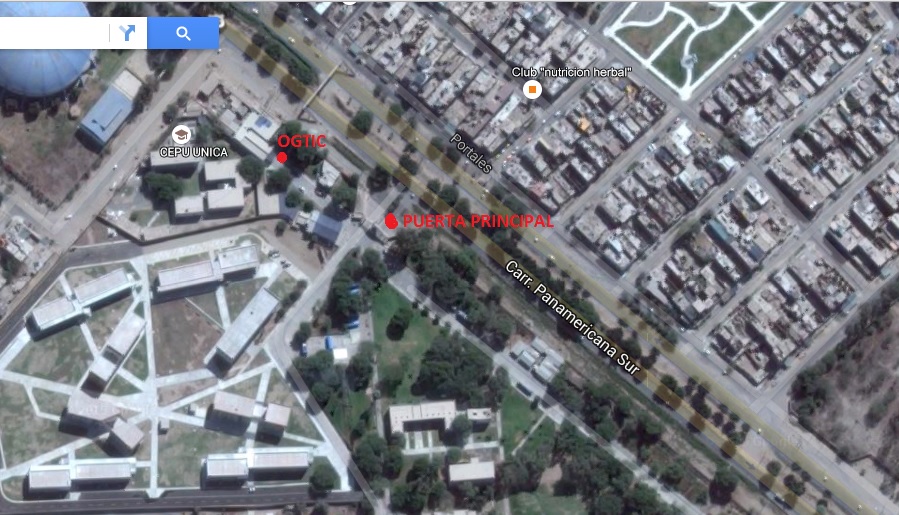 Club "nutricion herbal"
OGTIC
CEPU UNICA
Portales
PUERTA PRINCIPAL
Carr. Panamericana Sur